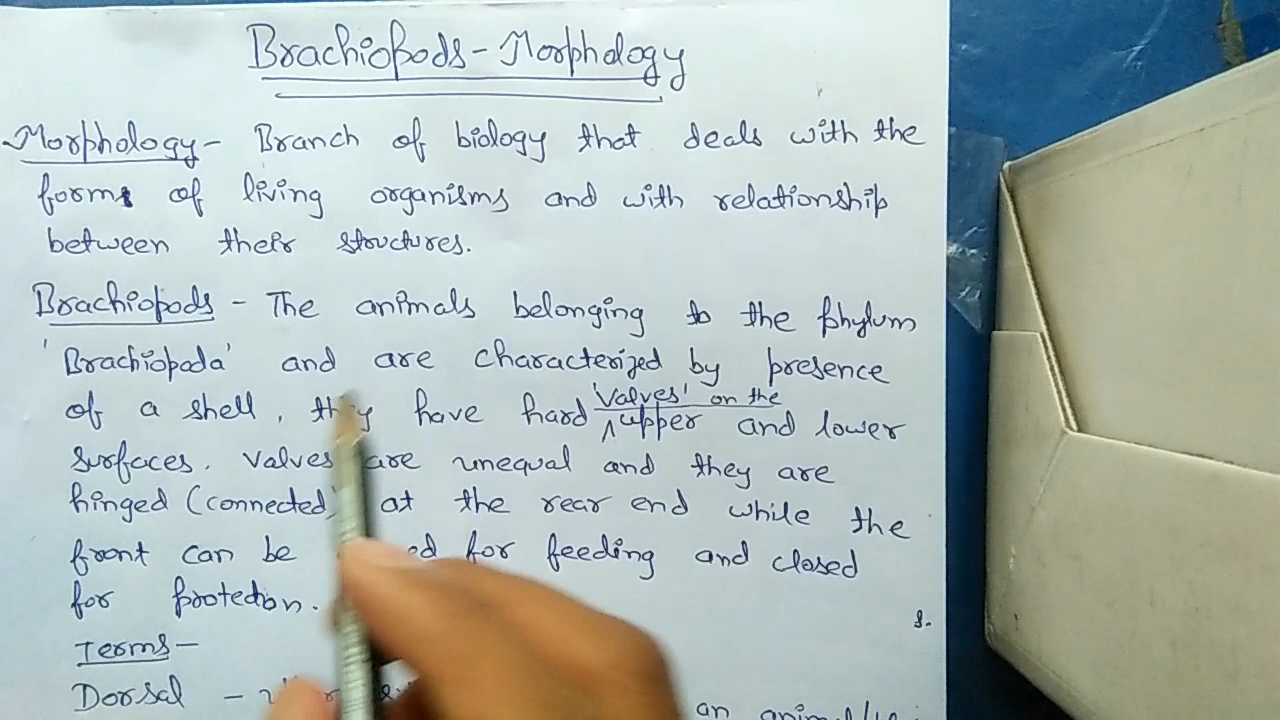 Brachiopods - Morphology
Morphology - Branch of biology that deals with the
forms of living organisms and with relationship
between their structures.
Brachiopods - The animals belonging to the phylum
'Brachiopoda' and are characterized by presence
of a shell, they have hard 'valves' on the upper and lower
surfaces. Valves are unequal and they are
hinged (connected) at the rear end while the
front can be for feeding and closed
for protection.
Terms -
Dorsal - an